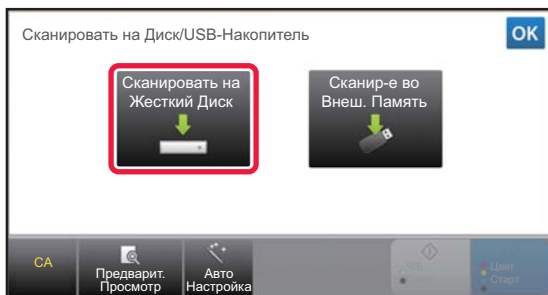 Сканировать на Диск/USB-Накопитель
OK
Сканировать на
Жесткий Диск
Сканир-е во
Внеш. Память
CA
Предварит.
Просмотр
Авто
Настройка
Ч/Б
Старт
Цвет
Старт